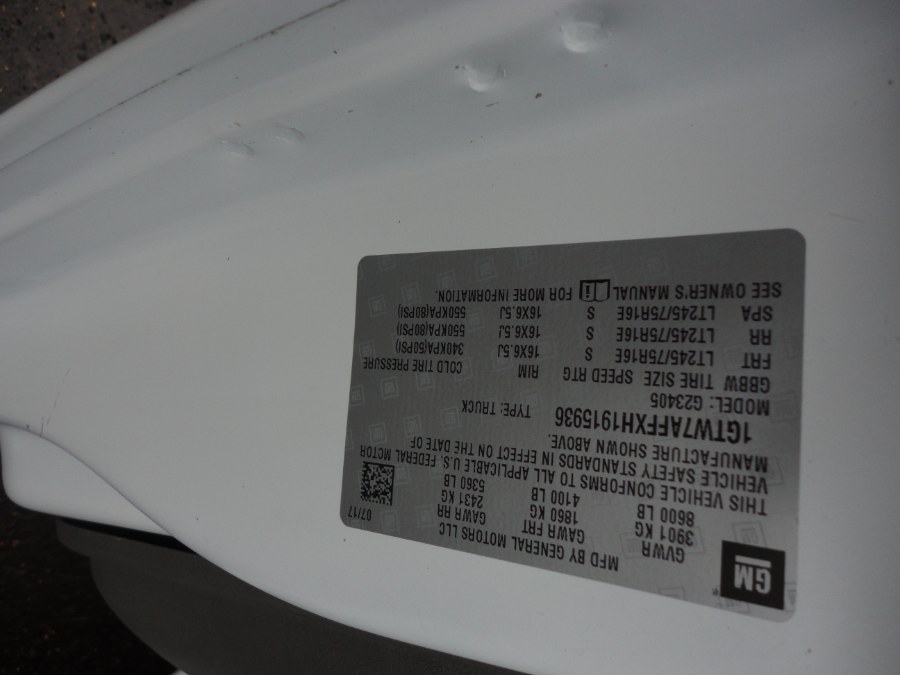 GM
MFD BY GENERAL MOTORS LLC 07/17
GVWR GAWR FRT GAWR RR
3901 KG 1860 KG 2431 KG
8600 LB 4100 LB 5360 LB
THIS VEHICLE CONFORMS TO ALL APPLICABLE U.S. FEDERAL MOTOR
VEHICLE SAFETY STANDARDS IN EFFECT ON THE DATE OF
MANUFACTURE SHOWN ABOVE.
1GTW7AFFXH1915936 TYPE: TRUCK
MODEL: G23405
GBBW TIRE SIZE SPEED RTG RIM COLD TIRE PRESSURE
FRT LT245/75R16E S 16X6.5J 340KPA(50PSI)
RR LT245/75R16E S 16X6.5J 550KPA(80PSI)
SPA LT245/75R16E S 16X6.5J 550KPA(80PSI)
SEE OWNER'S MANUAL FOR MORE INFORMATION.